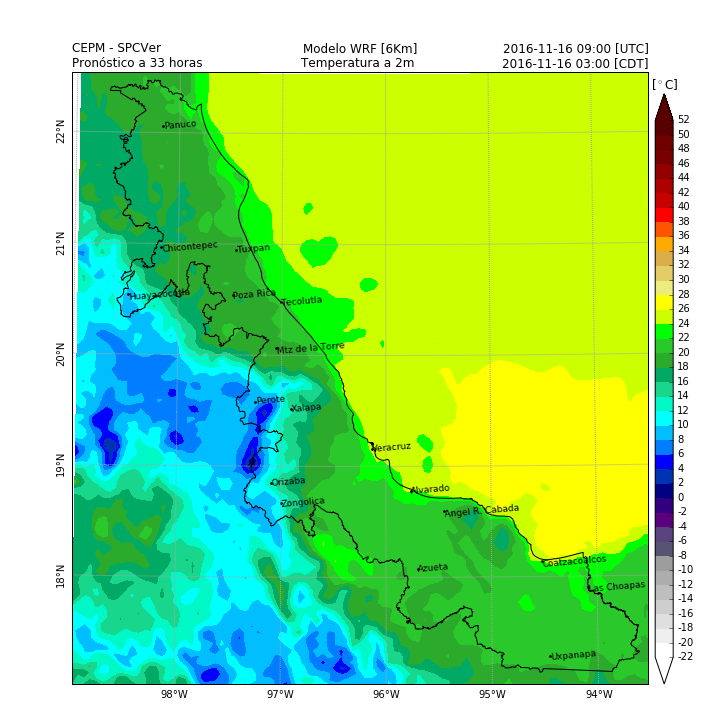 CEPM - SPCVer Modelo WRF [6Km] 2016-11-16 09:00 [UTC]
Pronóstico a 33 horas Temperatura a 2m 2016-11-16 03:00 [CDT]
[°C]
52
50
48
46
44
42
40
38
36
34
32
30
28
26
24
22
20
18
16
14
12
10
8
6
4
2
0
-2
-4
-6
-8
-10
-12
-14
-16
-18
-20
-22
22°N
21°N
20°N
19°N
18°N
Panuco
Chicontepec
Tuxpan
Huayacocotla
Poza Rica
Tecolutla
Mtz de la Torre
Perote
Xalapa
Veracruz
Orizaba
Alvarado
Zongolica
Angel R. Cabada
Azueta
Coatzacoalcos
Las Choapas
Uxpanapa
98°W 97°W 96°W 95°W 94°W